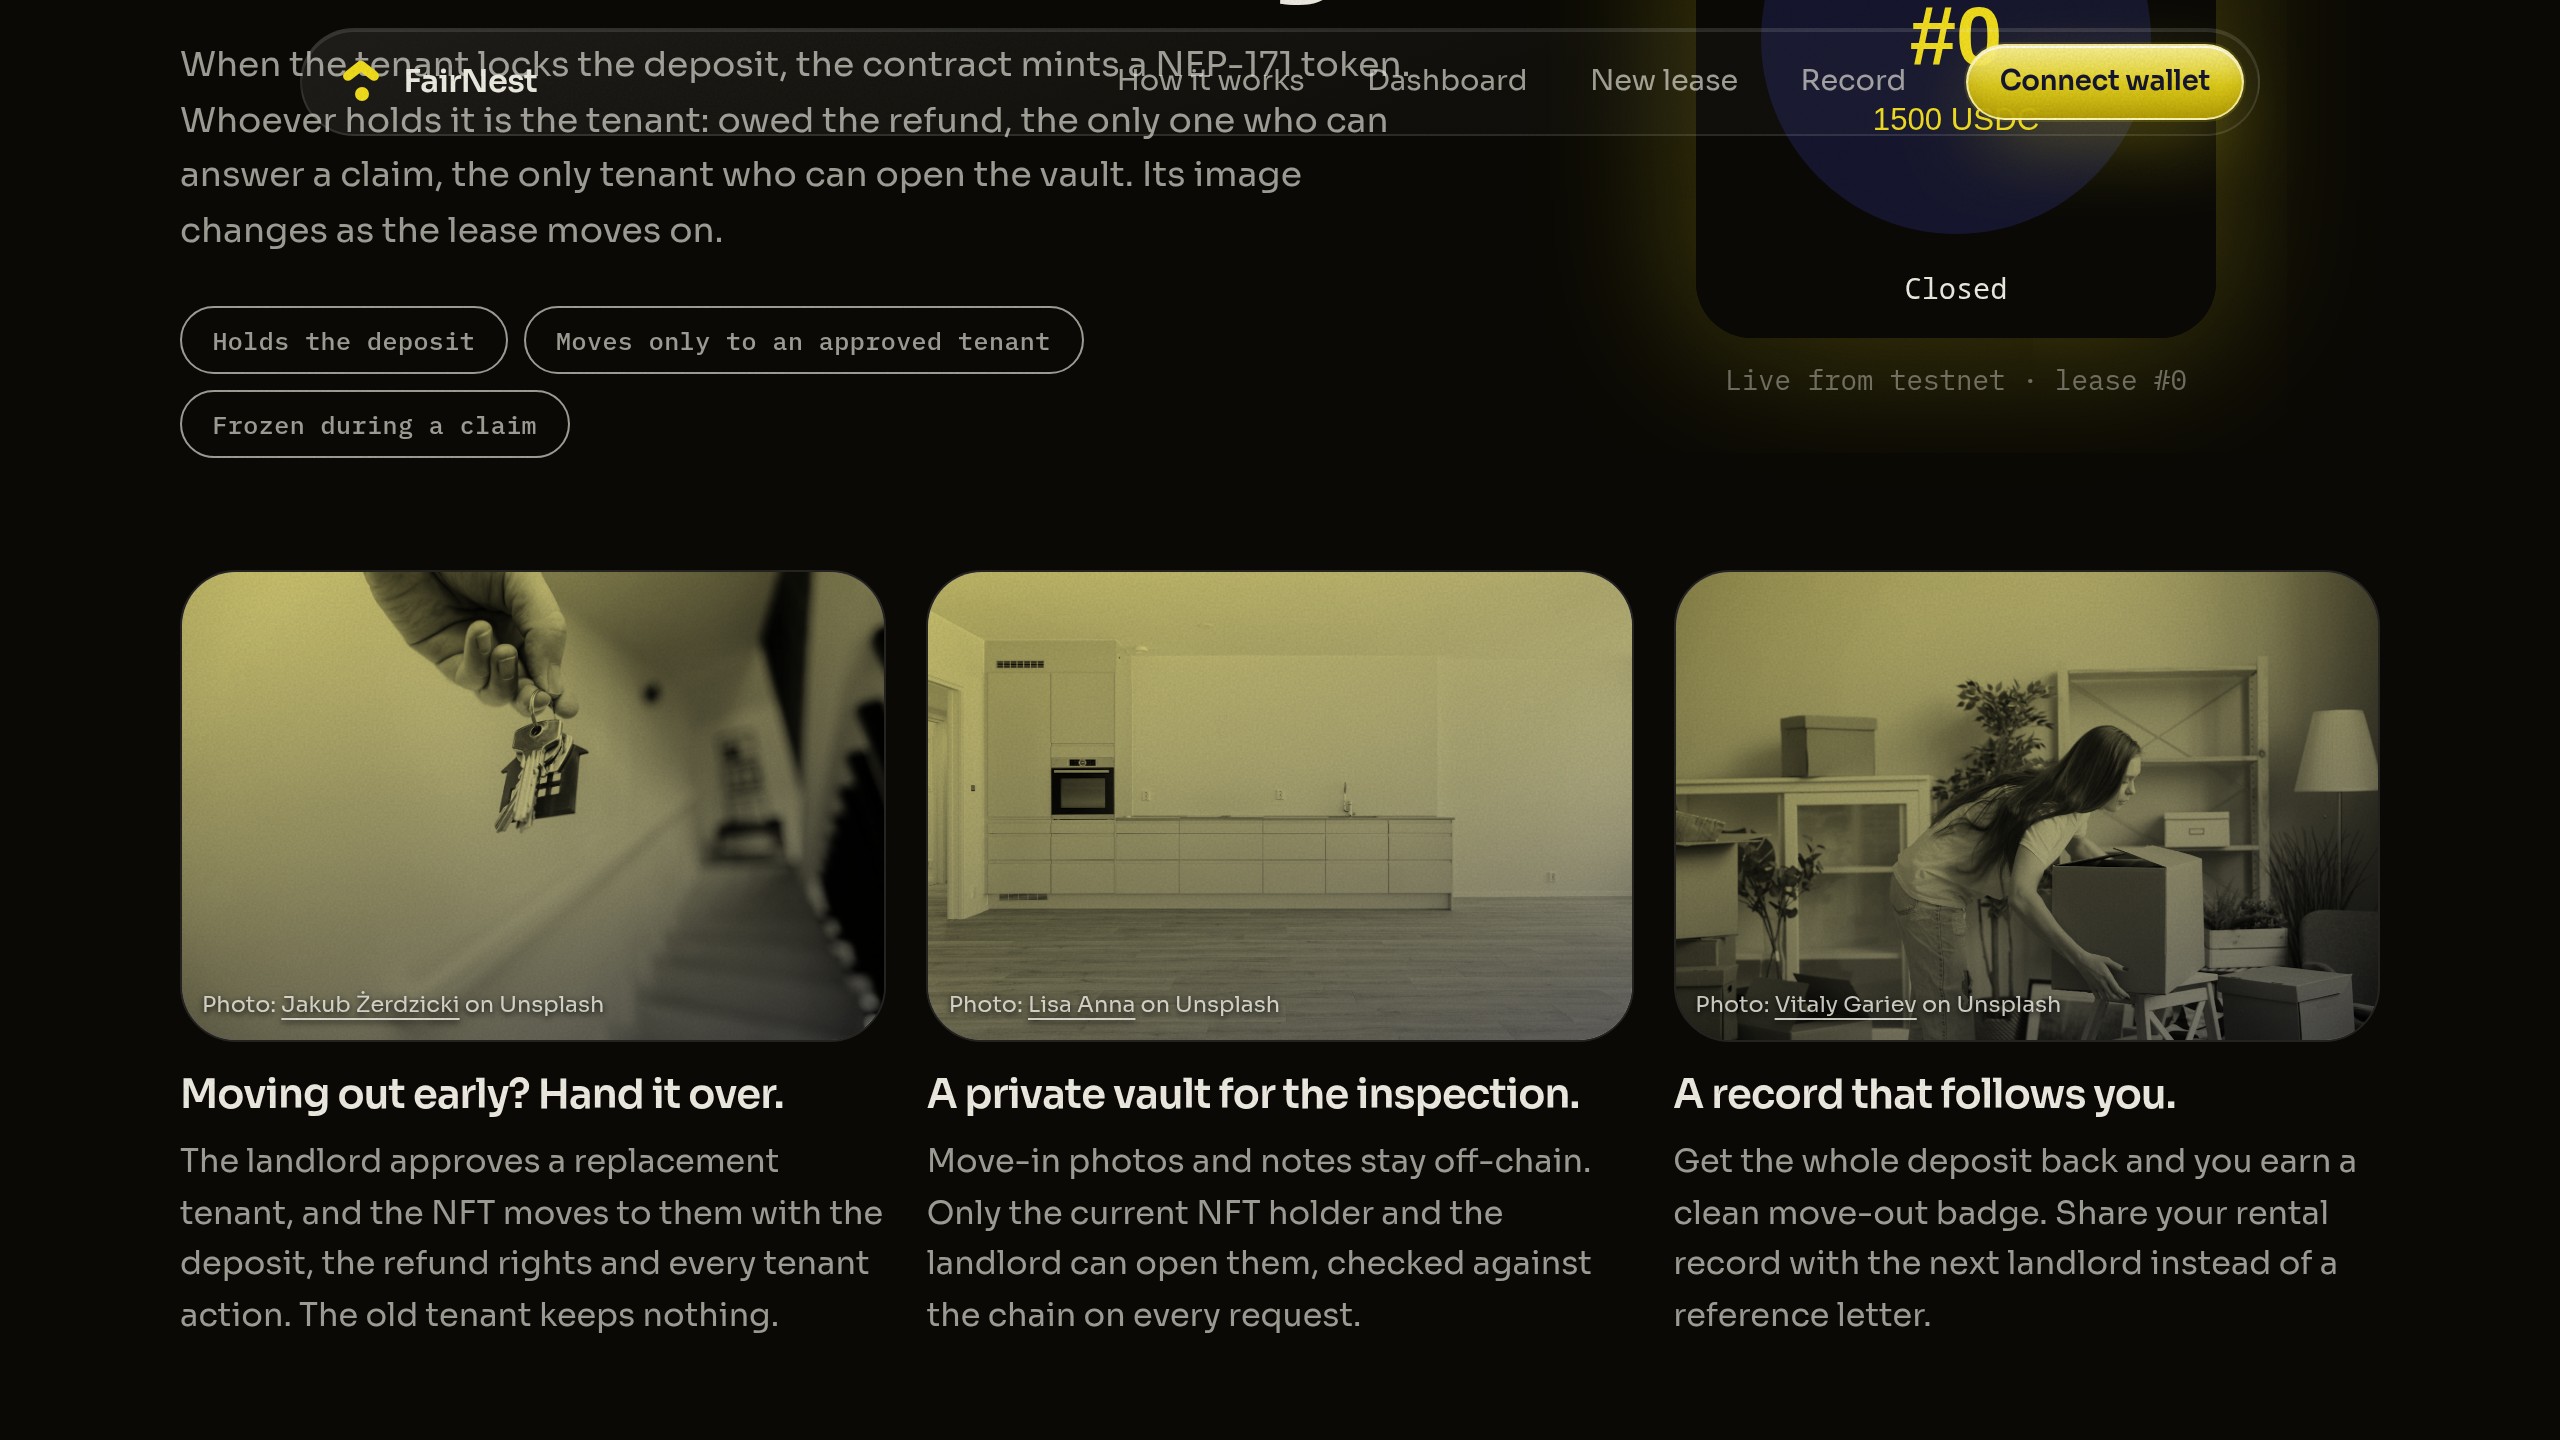 FairNest
How it works
Dashboard
New lease
Record
Connect wallet
When the tenant locks the deposit, the contract mints a NEP-171 token.
Whoever holds it is the tenant: owed the refund, the only one who can
answer a claim, the only tenant who can open the vault. Its image
changes as the lease moves on.
Holds the deposit
Moves only to an approved tenant
Frozen during a claim
#0
1500 USDC
Closed
Live from testnet · lease #0
Photo: Jakub Żerdzicki on Unsplash
Moving out early? Hand it over.
The landlord approves a replacement
tenant, and the NFT moves to them with the
deposit, the refund rights and every tenant
action. The old tenant keeps nothing.
Photo: Lisa Anna on Unsplash
A private vault for the inspection.
Move-in photos and notes stay off-chain.
Only the current NFT holder and the
landlord can open them, checked against
the chain on every request.
Photo: Vitaly Gariev on Unsplash
A record that follows you.
Get the whole deposit back and you earn a
clean move-out badge. Share your rental
record with the next landlord instead of a
reference letter.